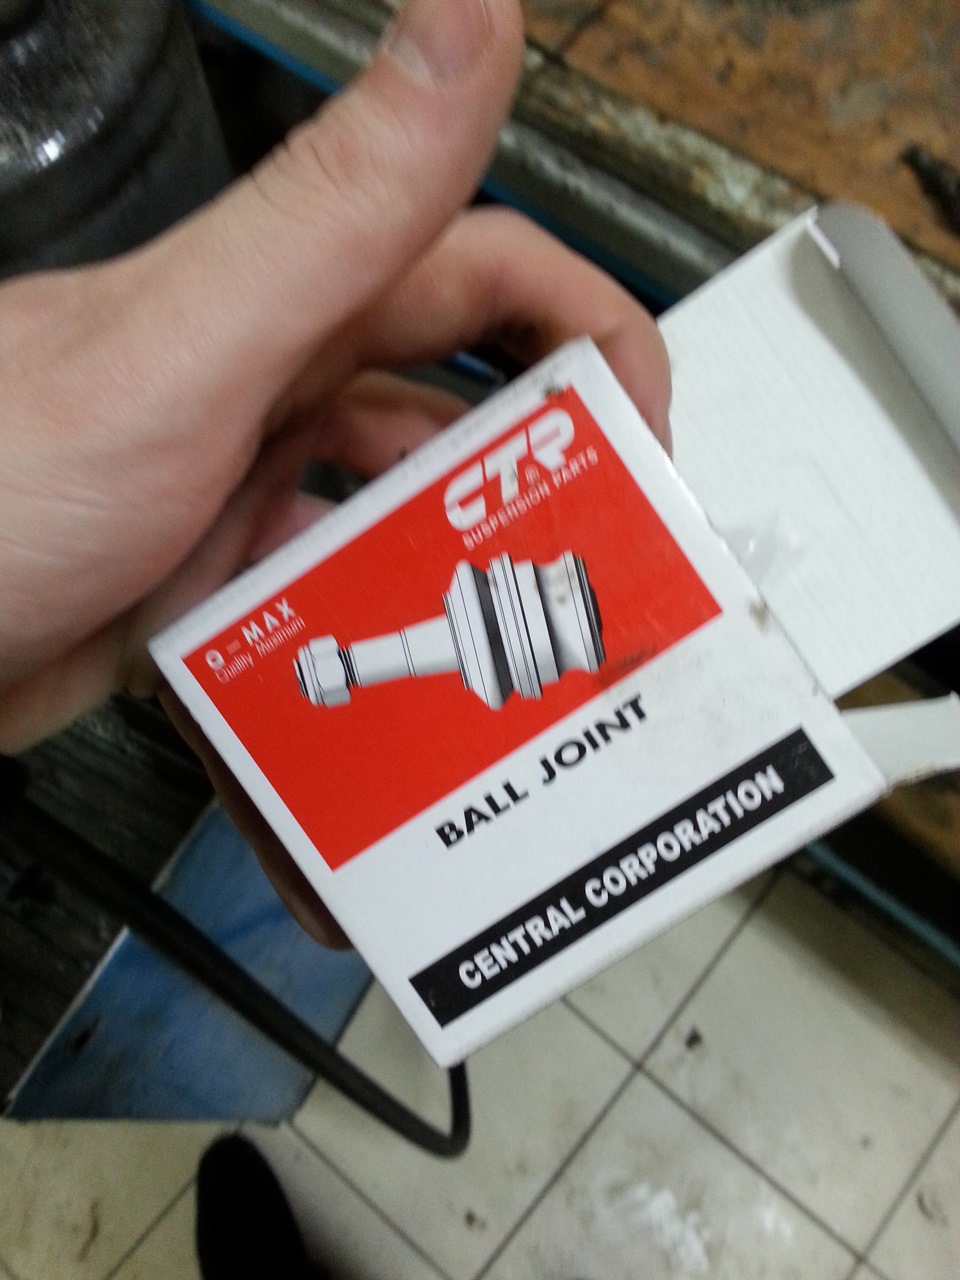 CTR
®
SUSPENSION PARTS
Q-MAX
Quality Maximum
BALL JOINT
CENTRAL CORPORATION